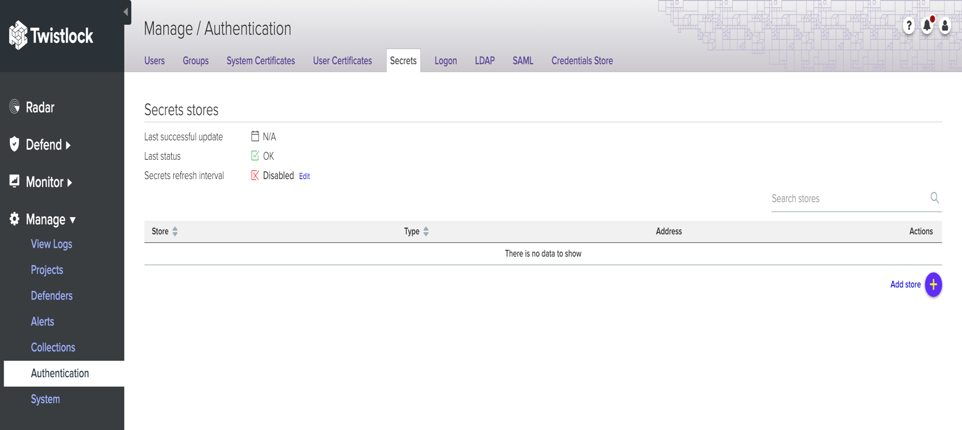 Twistlock
Manage / Authentication
?
Users Groups System Certificates User Certificates Secrets Logon LDAP SAML Credentials Store
Radar
Defend
Monitor
Manage
View Logs
Projects
Defenders
Alerts
Collections
Authentication
System
Secrets stores
Last successful update N/A
Last status OK
Secrets refresh interval Disabled Edit
Search stores
Store Type Address Actions
There is no data to show
Add store +